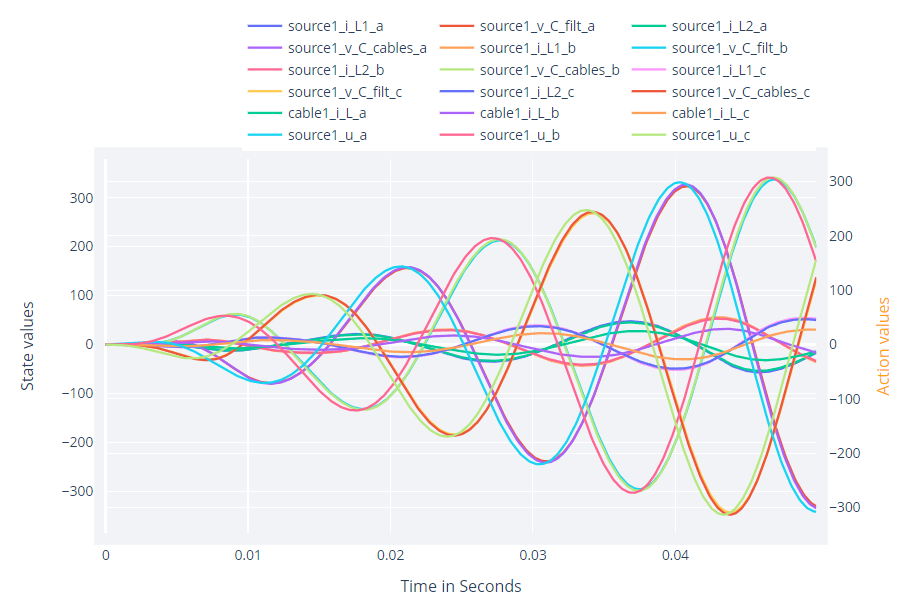 source1_i_L1_a source1_v_C_filt_a source1_i_L2_a
source1_v_C_cables_a source1_i_L1_b source1_v_C_filt_b
source1_i_L2_b source1_v_C_cables_b source1_i_L1_c
source1_v_C_filt_c source1_i_L2_c source1_v_C_cables_c
cable1_i_L_a cable1_i_L_b cable1_i_L_c
source1_u_a source1_u_b source1_u_c
300
200
100
0
−100
−200
−300
State values
300
200
100
0
−100
−200
−300
Action values
0 0.01 0.02 0.03 0.04
Time in Seconds